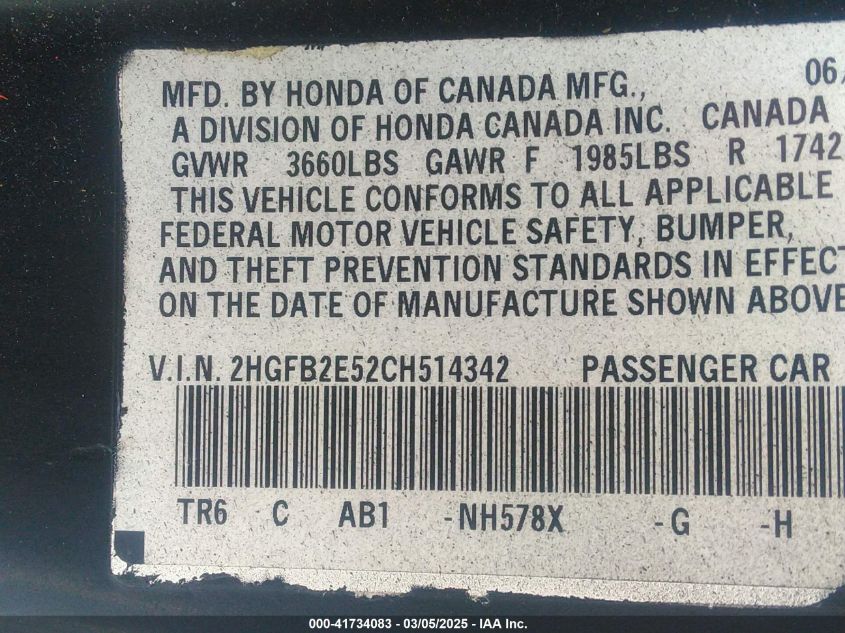 06
MFD. BY HONDA OF CANADA MFG.,
A DIVISION OF HONDA CANADA INC. CANADA
GVWR 3660LBS GAWR F 1985LBS R 1742
THIS VEHICLE CONFORMS TO ALL APPLICABLE
FEDERAL MOTOR VEHICLE SAFETY, BUMPER,
AND THEFT PREVENTION STANDARDS IN EFFECT
ON THE DATE OF MANUFACTURE SHOWN ABOVE
V.I.N. 2HGFB2E52CH514342 PASSENGER CAR
TR6 C AB1 -NH578X -G -H
000-41734083 - 03/05/2025 - IAA Inc.